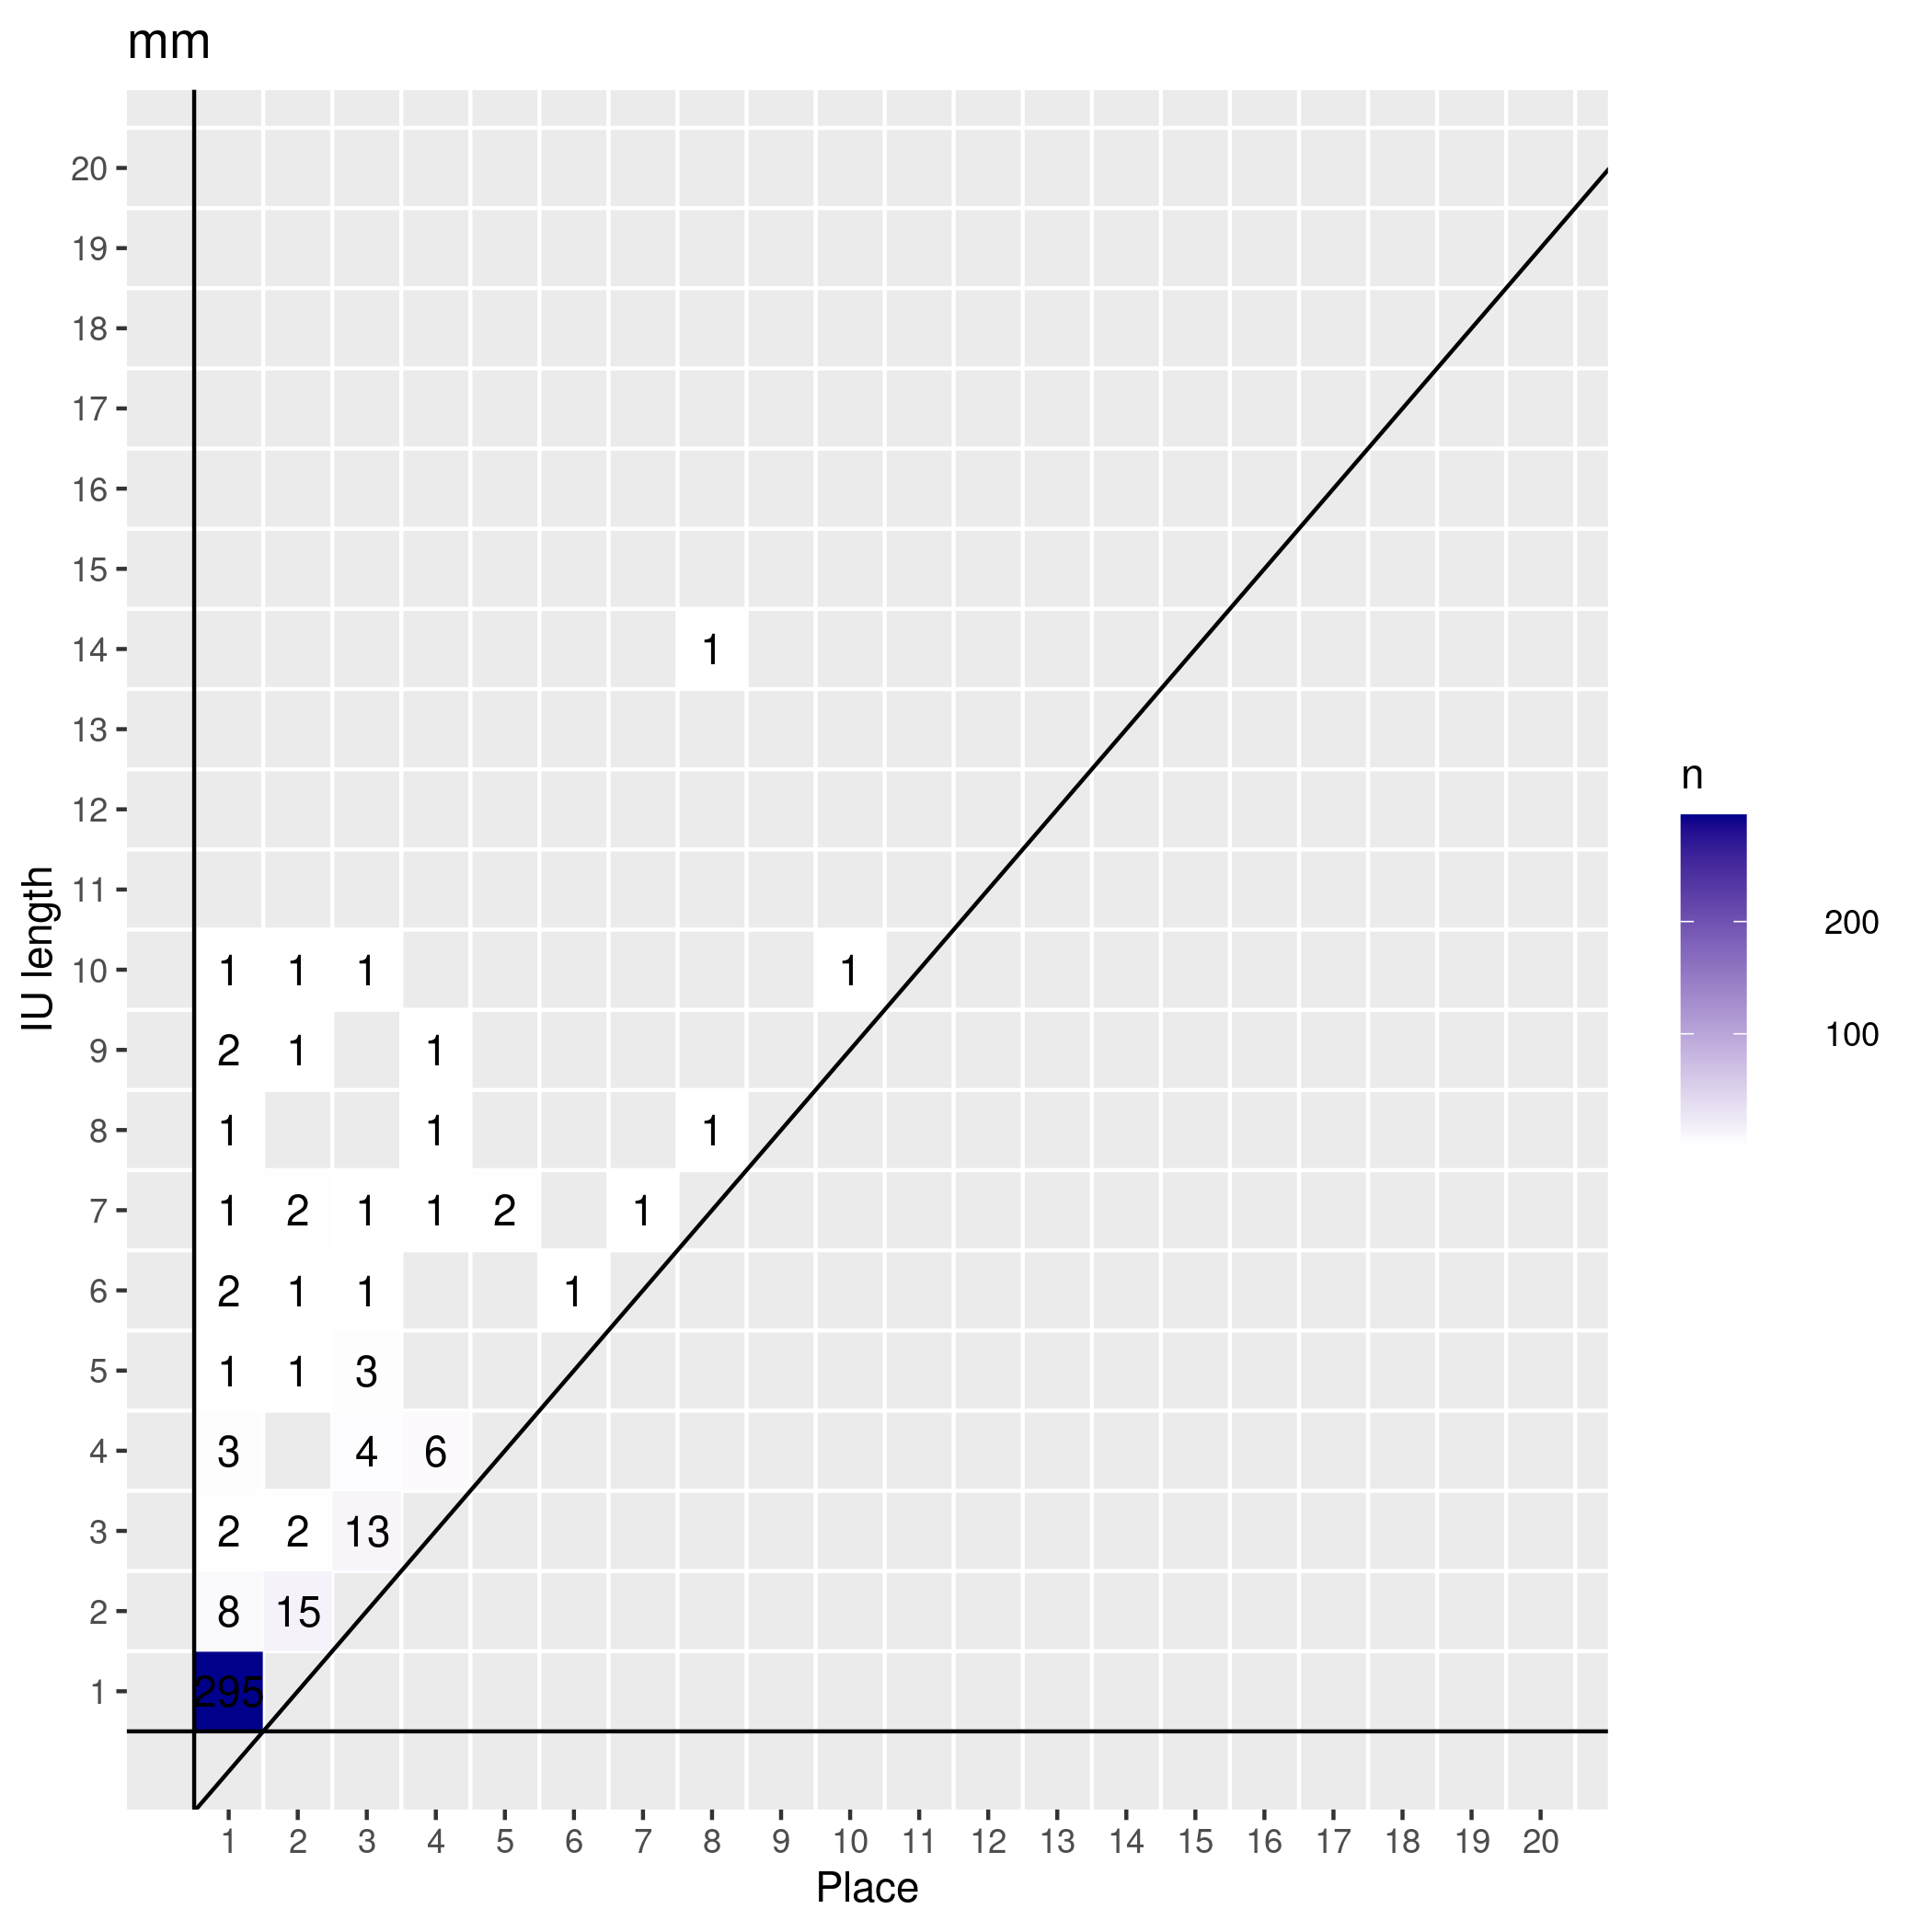 mm
20
19
18
17
16
15
14 1
13
12
11
10 1 1 1 1
9 2 1 1
8 1 1 1
7 1 2 1 1 2 1
6 2 1 1 1
5 1 1 3
4 3 4 6
3 2 2 13
2 8 15
1 295
1 2 3 4 5 6 7 8 9 10 11 12 13 14 15 16 17 18 19 20
Place
IU length
n
200
100